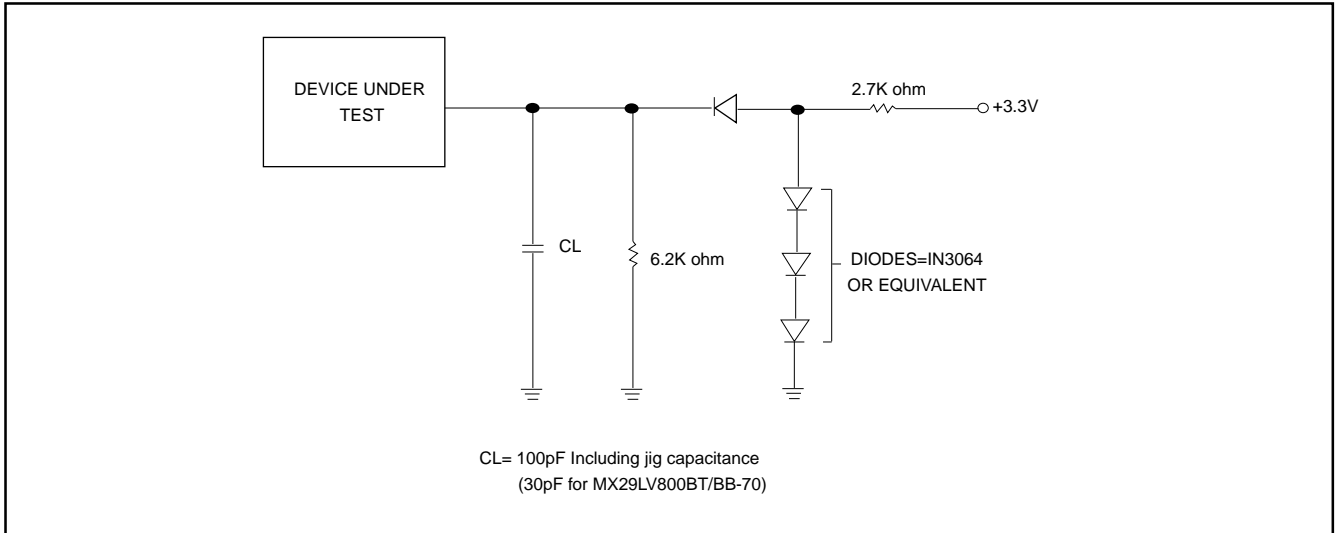 DEVICE UNDER
TEST
2.7K ohm
+3.3V
CL
6.2K ohm
DIODES=IN3064
OR EQUIVALENT
CL= 100pF Including jig capacitance
(30pF for MX29LV800BT/BB-70)